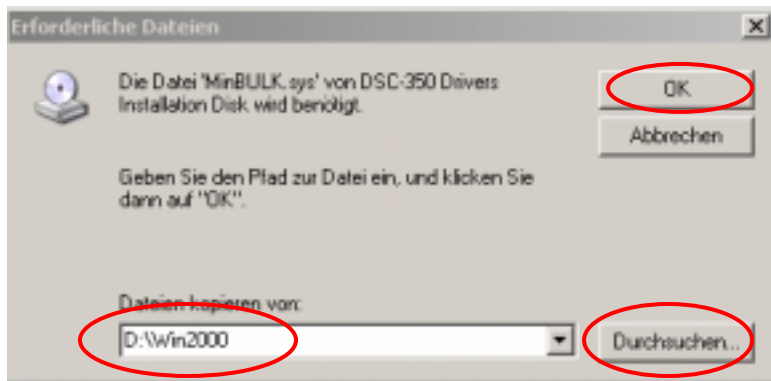 Erforderliche Dateien
Die Datei 'MinBULK.sys' von DSC-350 Drivers
Installation Disk wird benötigt.
OK
Abbrechen
Geben Sie den Pfad zur Datei ein, und klicken Sie
dann auf "OK".
Dateien kopieren von:
D:\Win2000
Durchsuchen...